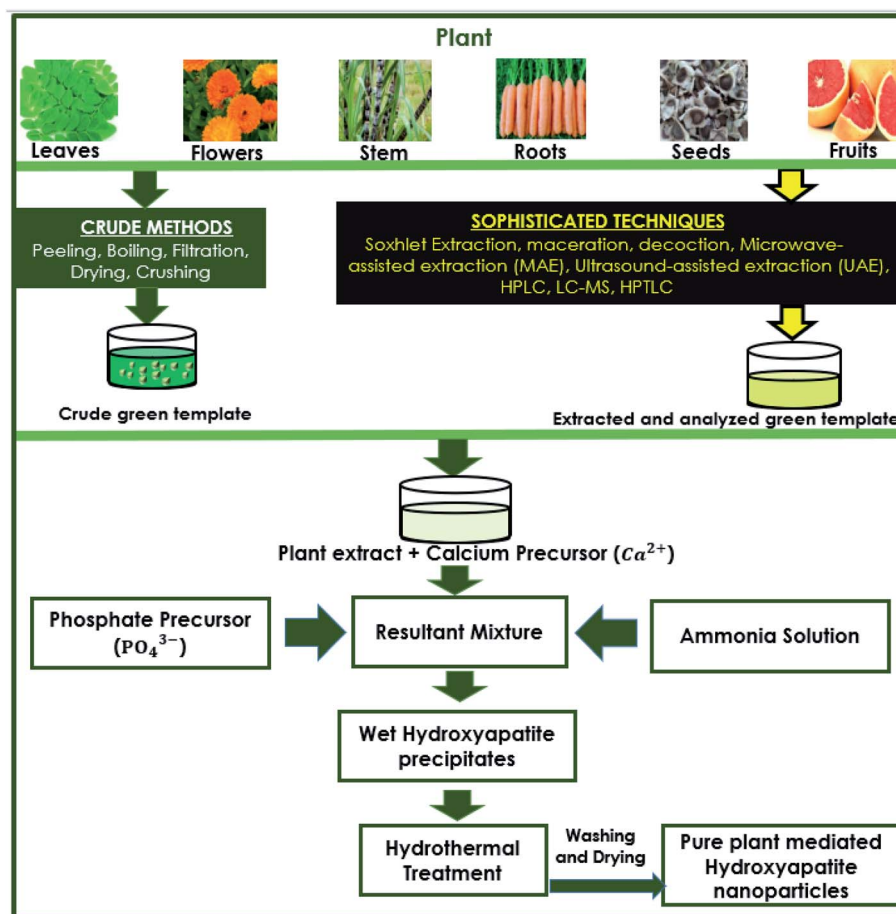 Plant
Leaves
Flowers
Stem
Roots
Seeds
Fruits
CRUDE METHODS
Peeling, Boiling, Filtration,
Drying, Crushing
SOPHISTICATED TECHNIQUES
Soxhlet Extraction, maceration, decoction, Microwave-
assisted extraction (MAE), Ultrasound-assisted extraction (UAE),
HPLC, LC-MS, HPTLC
Crude green template
Extracted and analyzed green template
Plant extract + Calcium Precursor (Ca²⁺)
Phosphate Precursor
(PO₄³⁻)
Resultant Mixture
Ammonia Solution
Wet Hydroxyapatite
precipitates
Hydrothermal
Treatment
Washing
and Drying
Pure plant mediated
Hydroxyapatite
nanoparticles